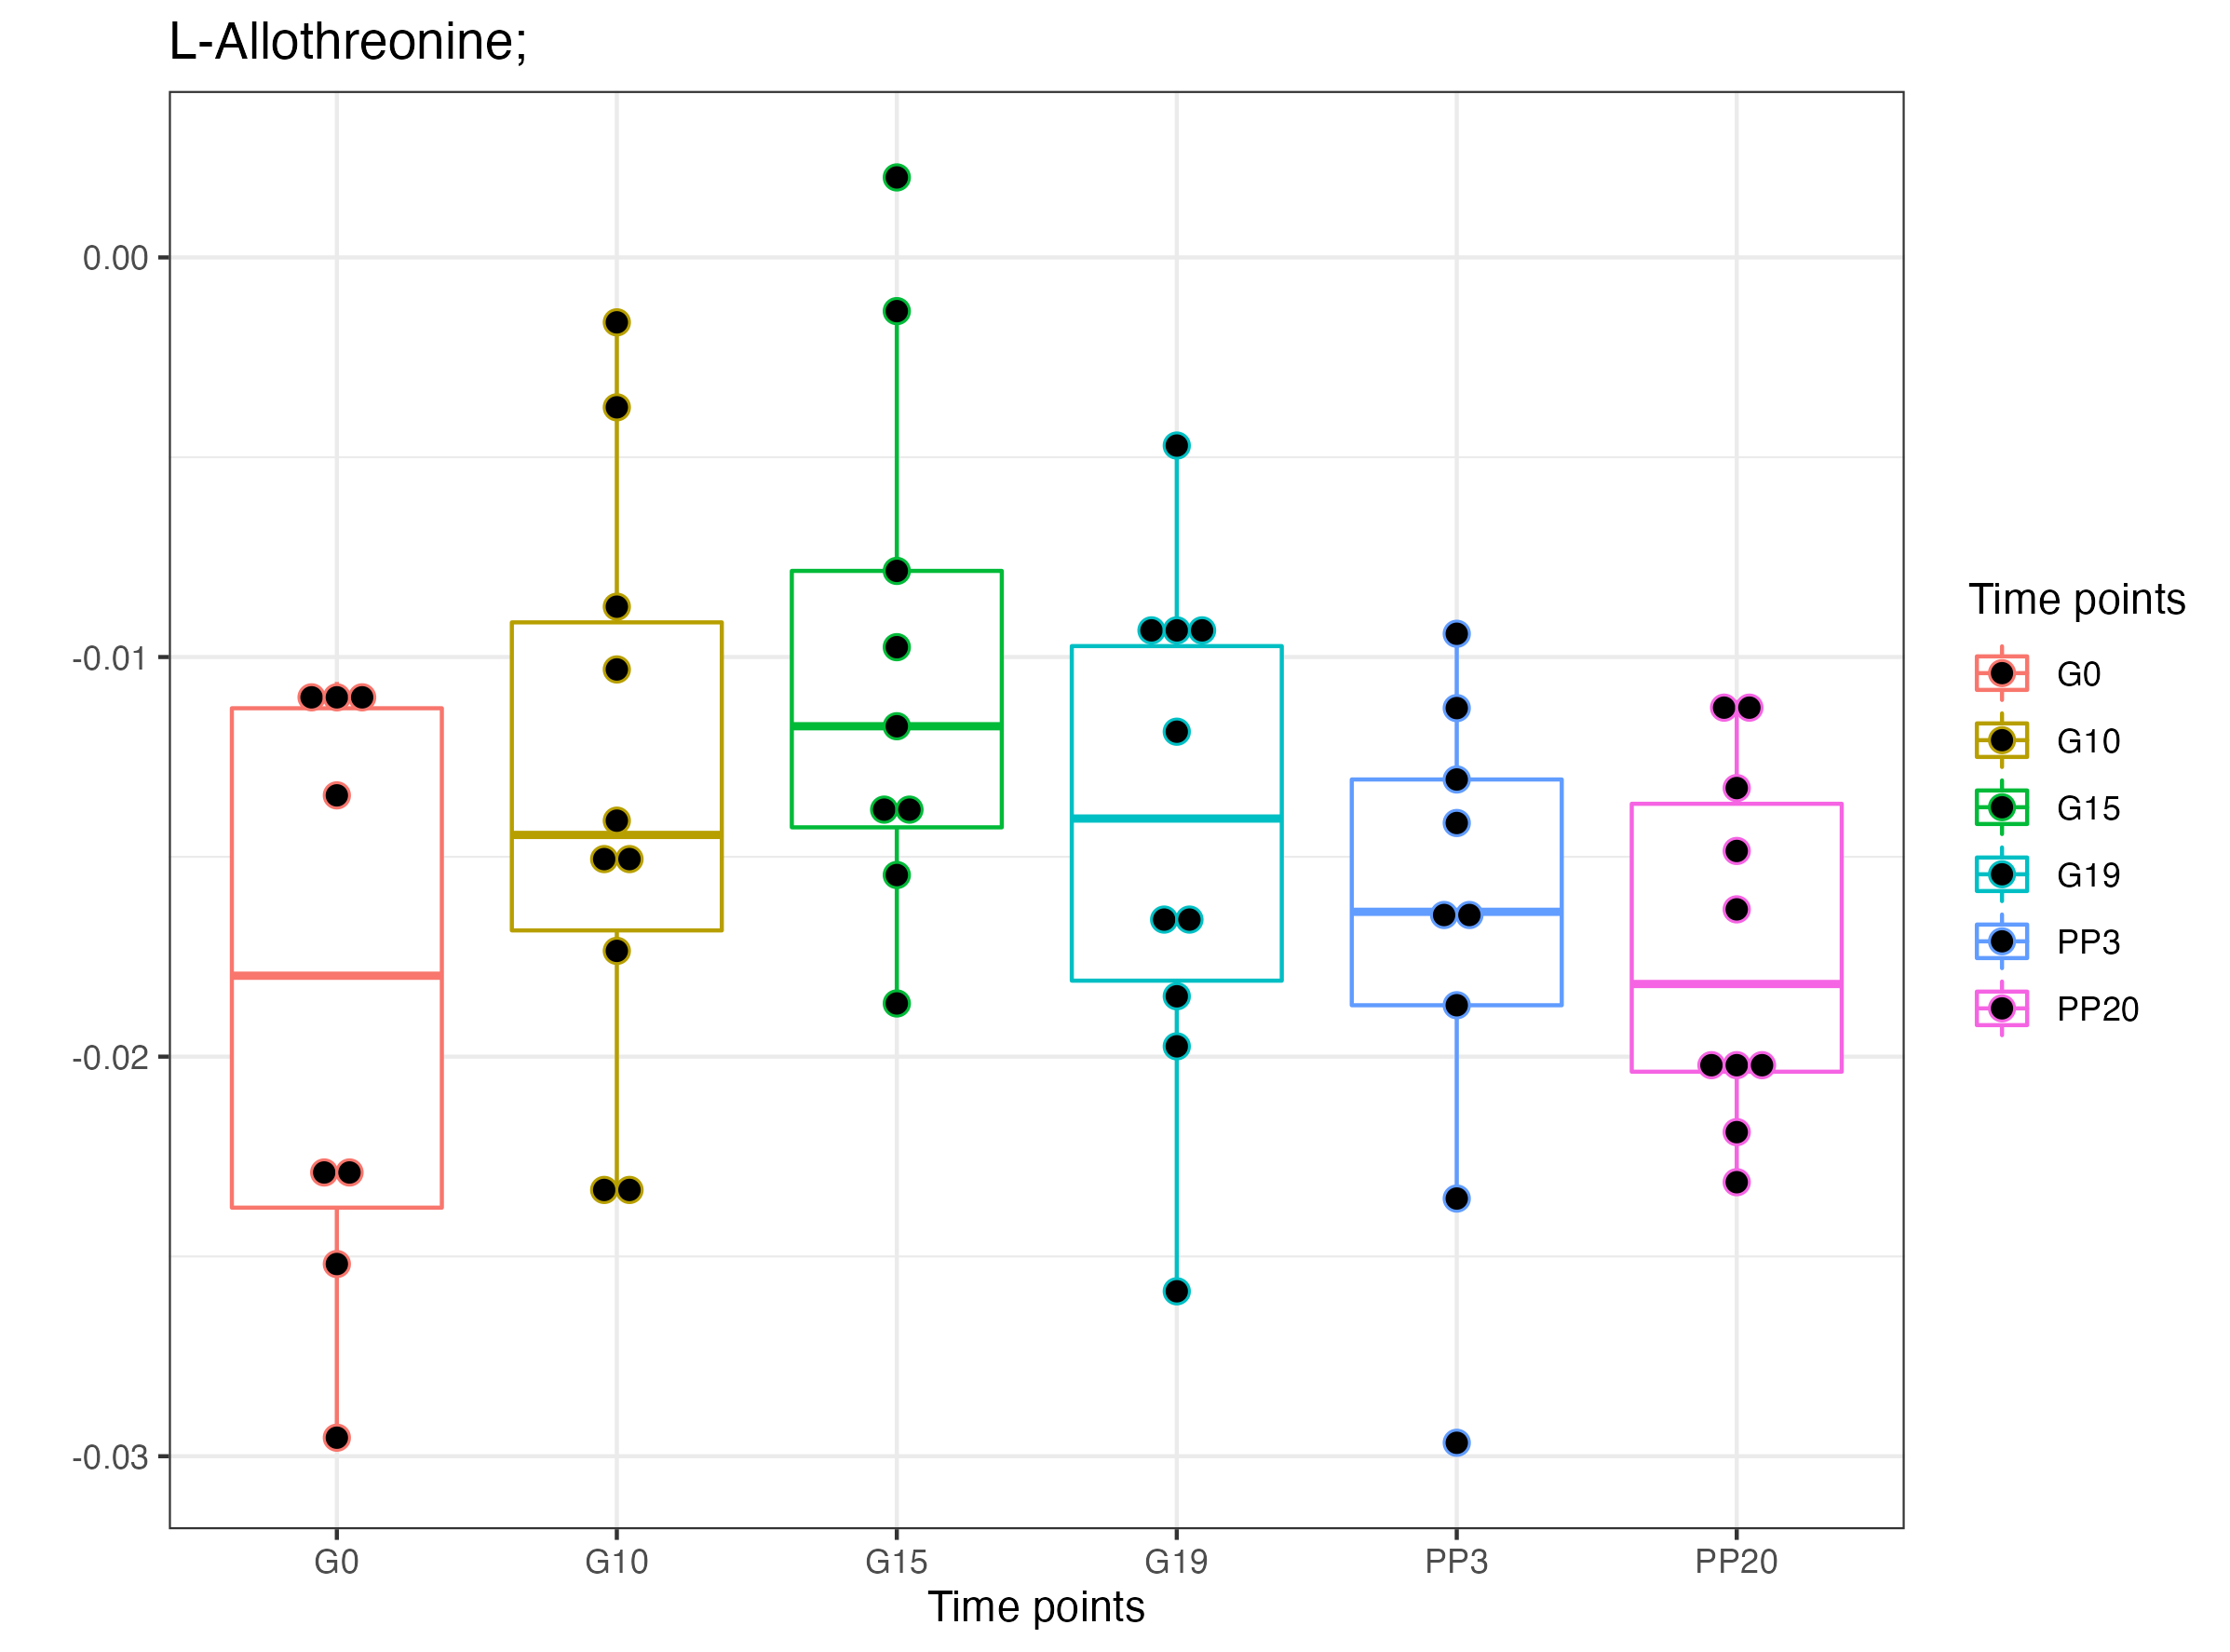 L-Allothreonine;
0.00
-0.01
-0.02
-0.03
G0 G10 G15 G19 PP3 PP20
Time points
Time points
G0
G10
G15
G19
PP3
PP20